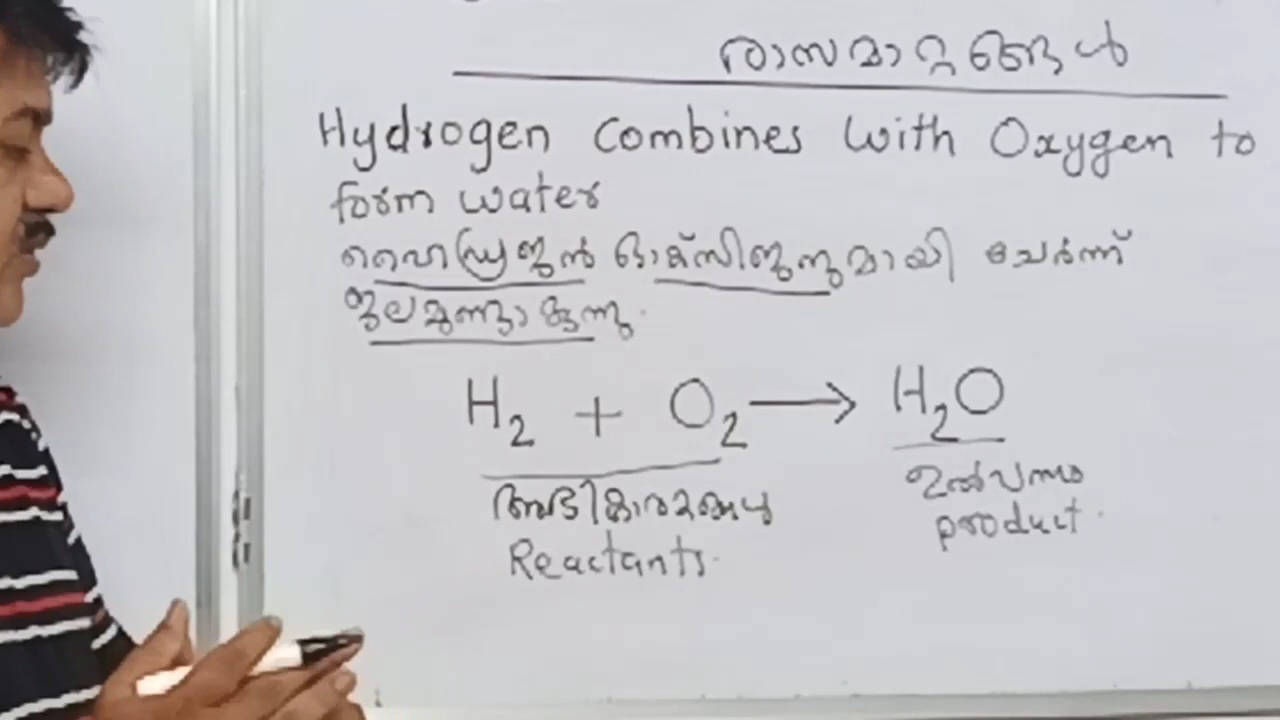 രാസമാറ്റങ്ങൾ
Hydrogen Combines with Oxygen to
form water
ഹൈഡ്രജൻ ഓക്സിജനുമായി ചേർന്ന്
ജലമുണ്ടാകുന്നു.
H₂ + O₂ → H₂O
അഭികാരകങ്ങൾ
Reactants.
ഉൽപന്നം
product.